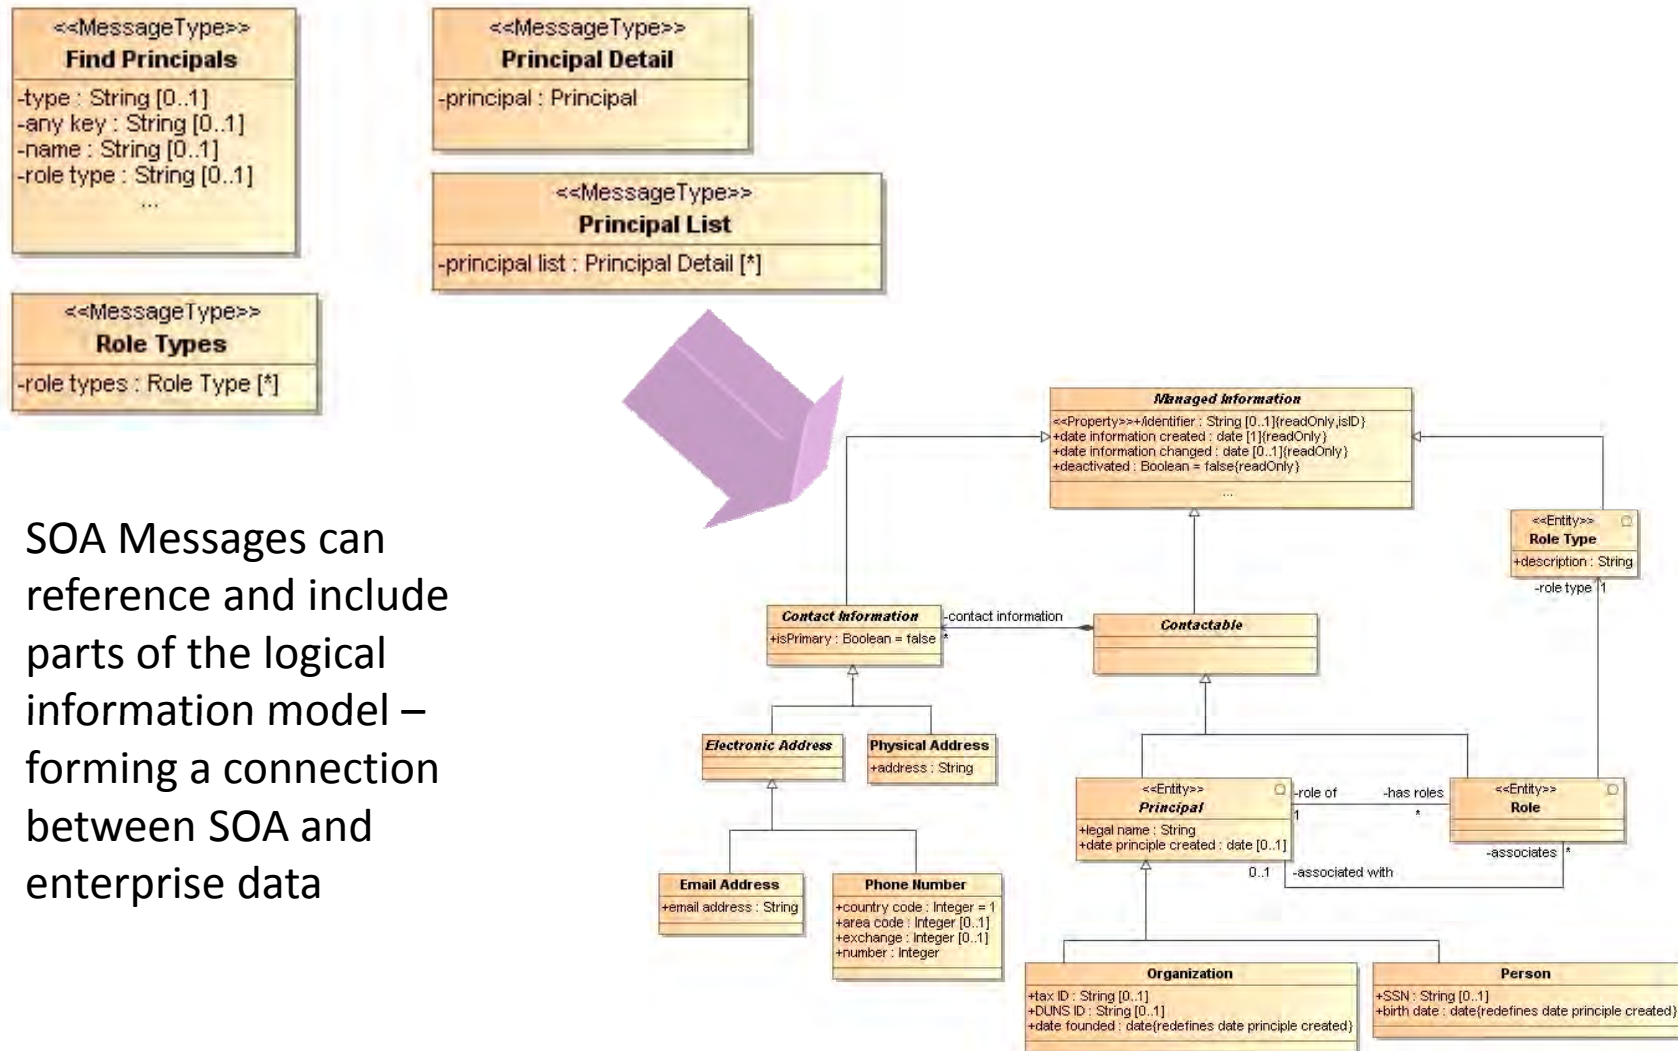 <<MessageType>>
Find Principals
-type : String [0..1]
-any key : String [0..1]
-name : String [0..1]
-role type : String [0..1]
...
<<MessageType>>
Principal Detail
-principal : Principal
<<MessageType>>
Principal List
-principal list : Principal Detail [*]
<<MessageType>>
Role Types
-role types : Role Type [*]
SOA Messages can
reference and include
parts of the logical
information model –
forming a connection
between SOA and
enterprise data
Managed Information
<<Property>>+/identifier : String [0..1]{readOnly,isID}
+date information created : date [1]{readOnly}
+date information changed : date [0..1]{readOnly}
+deactivated : Boolean = false{readOnly}
...
<<Entity>>
Role Type
+description : String
-role type 1
Contact Information
+isPrimary : Boolean = false
-contact information
*
Contactable
Electronic Address
Physical Address
+address : String
<<Entity>>
Principal
+legal name : String
+date principle created : date [0..1]
-role of
1
-has roles
*
<<Entity>>
Role
-associates *
0..1 -associated with
Email Address
+email address : String
Phone Number
+country code : Integer = 1
+area code : Integer [0..1]
+exchange : Integer [0..1]
+number : Integer
Organization
+tax ID : String [0..1]
+DUNS ID : String [0..1]
+date founded : date{redefines date principle created}
Person
+SSN : String [0..1]
+birth date : date{redefines date principle created}